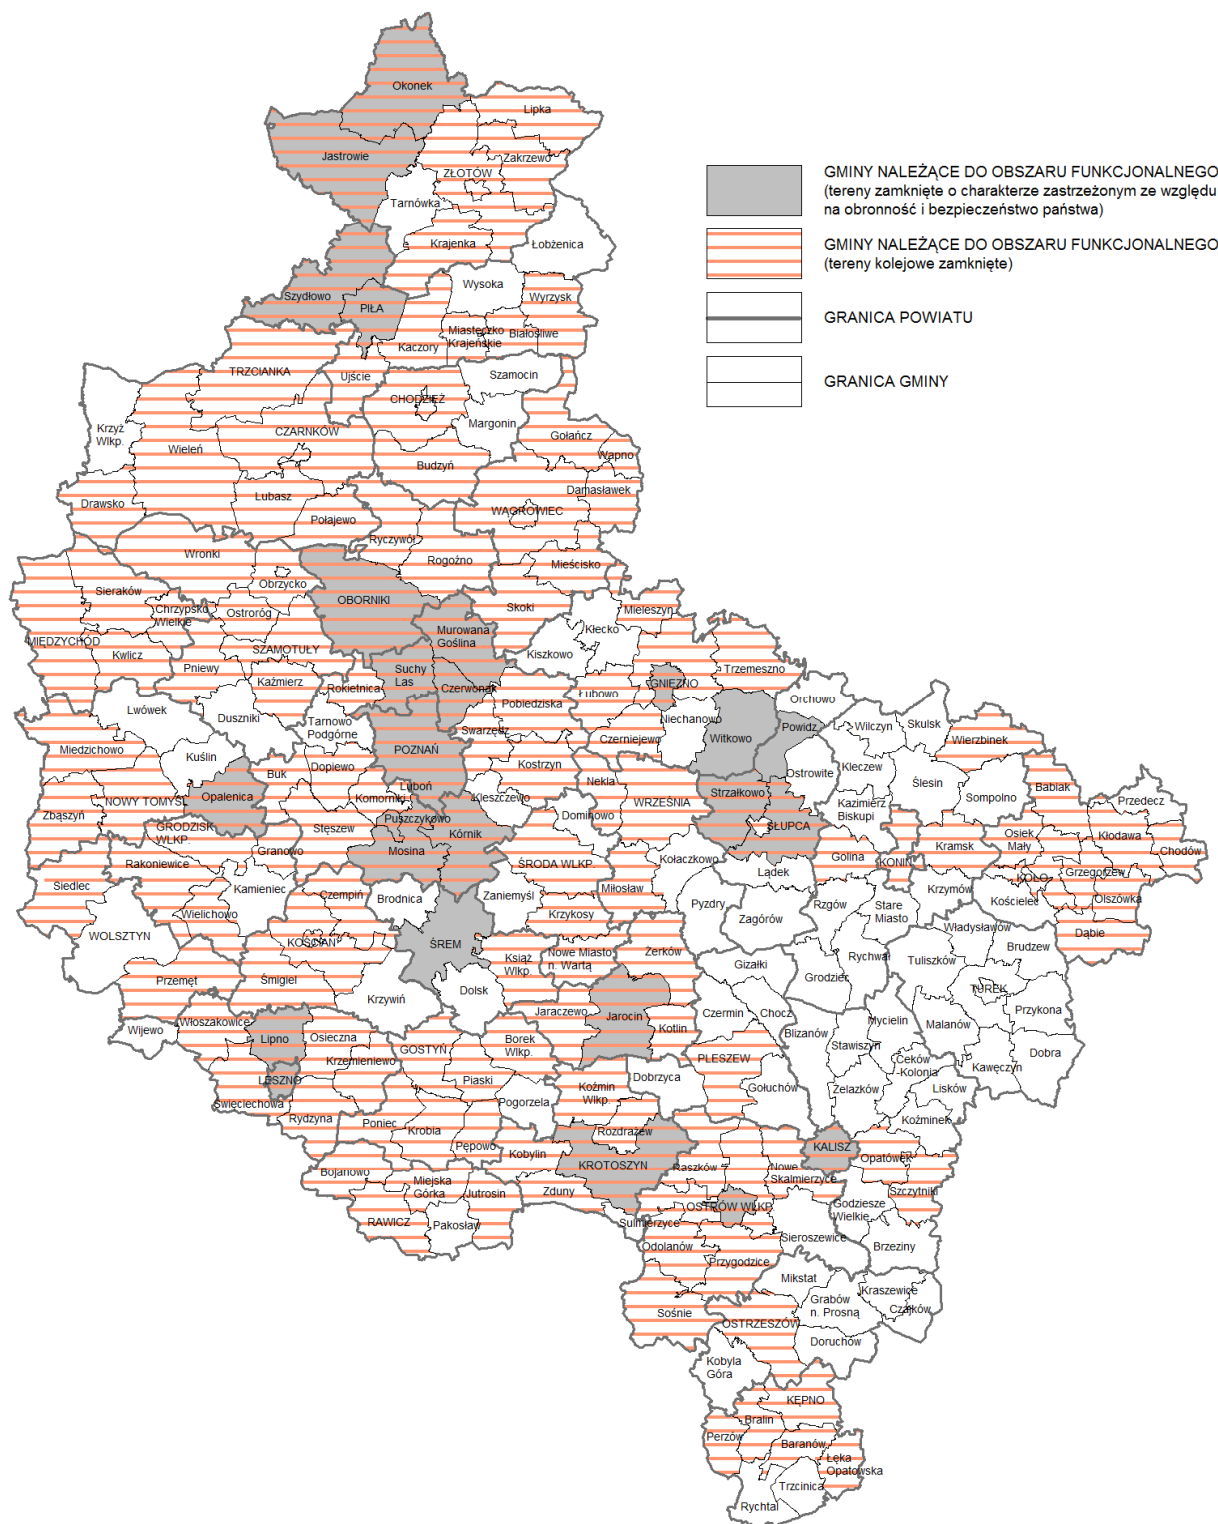 GMINY NALEŻĄCE DO OBSZARU FUNKCJONALNEGO
(tereny zamknięte o charakterze zastrzeżonym ze względu
na obronność i bezpieczeństwo państwa)
GMINY NALEŻĄCE DO OBSZARU FUNKCJONALNEGO
(tereny kolejowe zamknięte)
GRANICA POWIATU
GRANICA GMINY
Okonek
Lipka
Jastrowie
Zakrzewo
ZŁOTÓW
Tarnówka
Krajenka
Łobżenica
Wysoka
Szydłowo
PIŁA
Wyrzysk
Miasteczko
Krajeńskie
Białośliwe
Kaczory
TRZCIANKA
Ujście
Szamocin
CHODZIEŻ
Krzyż
Wlkp.
Margonin
CZARNKÓW
Gołańcz
Wieleń
Wapno
Budzyń
Lubasz
Damasławek
Drawsko
Połajewo
WĄGROWIEC
Ryczywół
Wronki
Rogoźno
Mieścisko
Obrzycko
Sieraków
OBORNIKI
Chrzypsko
Wielkie
Ostroróg
Skoki
Mieleszyn
MIĘDZYCHÓD
Murowana
Goślina
Kłecko
Kwilcz
SZAMOTUŁY
Kiszkowo
Pniewy
Suchy
Las
Trzemeszno
Kaźmierz
Rokietnica
Czerwonak
GNIEZNO
Łubowo
Pobiedziska
Orchowo
Lwówek
Duszniki
Tarnowo
Podgórne
Niechanowo
Powidz
Wilczyn
Skulsk
Swarzędz
Czerniejewo
Witkowo
Wierzbinek
Miedzichowo
Kuślin
POZNAŃ
Buk
Dopiewo
Kostrzyn
Ostrowite
Kleczew
Ślesin
Nekla
Babiak
Luboń
Strzałkowo
Opalenica
Komorniki
Kleszczewo
WRZEŚNIA
Kazimierz
Biskupi
Sompolno
Przedecz
NOWY TOMYŚL
Zbąszyń
Puszczykowo
Dominowo
GRODZISK
WLKP.
Stęszew
Kórnik
SŁUPCA
Osiek
Mały
Kłodawa
Granowo
Mosina
Kramsk
Chodów
Rakoniewice
ŚRODA WLKP.
Kołaczkowo
Golina
KONIN
Lądek
Grzegorzew
KOŁO
Siedlec
Kamieniec
Czempiń
Brodnica
Zaniemyśl
Miłosław
Krzymów
Kościelec
Olszówka
Pyzdry
Rzgów
Stare
Miasto
Wielichowo
Krzykosy
Zagórów
Władysławów
Dąbie
WOLSZTYN
KOŚCIAN
ŚREM
Brudzew
Nowe Miasto
n. Wartą
Żerków
Rychwał
Tuliszków
Książ
Wlkp.
Gizałki
Przemęt
Śmigiel
Grodziec
TUREK
Dolsk
Krzywiń
Jaraczewo
Jarocin
Czermin
Chocz
Przykona
Włoszakowice
Mycielin
Malanów
Wijewo
Kotlin
Blizanów
Lipno
Osieczna
Borek
Wlkp.
Stawiszyn
GOSTYŃ
Dobra
Krzemieniewo
PLESZEW
Ceków
-Kolonia
Kawęczyn
Dobrzyca
LESZNO
Piaski
Koźmin
Wlkp.
Gołuchów
Żelazków
Lisków
Święciechowa
Pogorzela
Rydzyna
Poniec
Koźminek
Krobia
Rozdrażew
Pępowo
KALISZ
Kobylin
Opatówek
KROTOSZYN
Raszków
Nowe
Skalmierzyce
Bojanowo
Miejska
Górka
Jutrosin
Zduny
Szczytniki
OSTRÓW WLKP.
Godziesze
Wielkie
RAWICZ
Pakosław
Sulmierzyce
Sieroszewice
Odolanów
Brzeziny
Przygodzice
Mikstat
Kraszewice
Grabów
n. Prosną
Czajków
Sośnie
OSTRZESZÓW
Doruchów
Kobyla
Góra
KĘPNO
Bralin
Perzów
Baranów
Łęka
Opatowska
Trzcinica
Rychtal